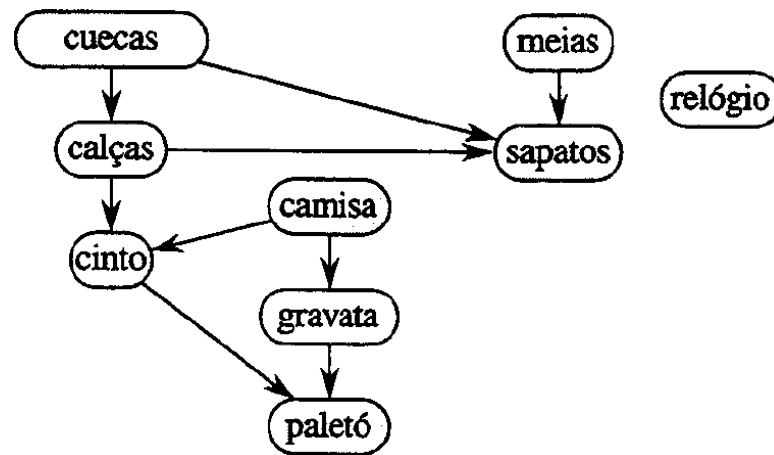 cuecas
meias
relógio
calças
sapatos
camisa
cinto
gravata
paletó